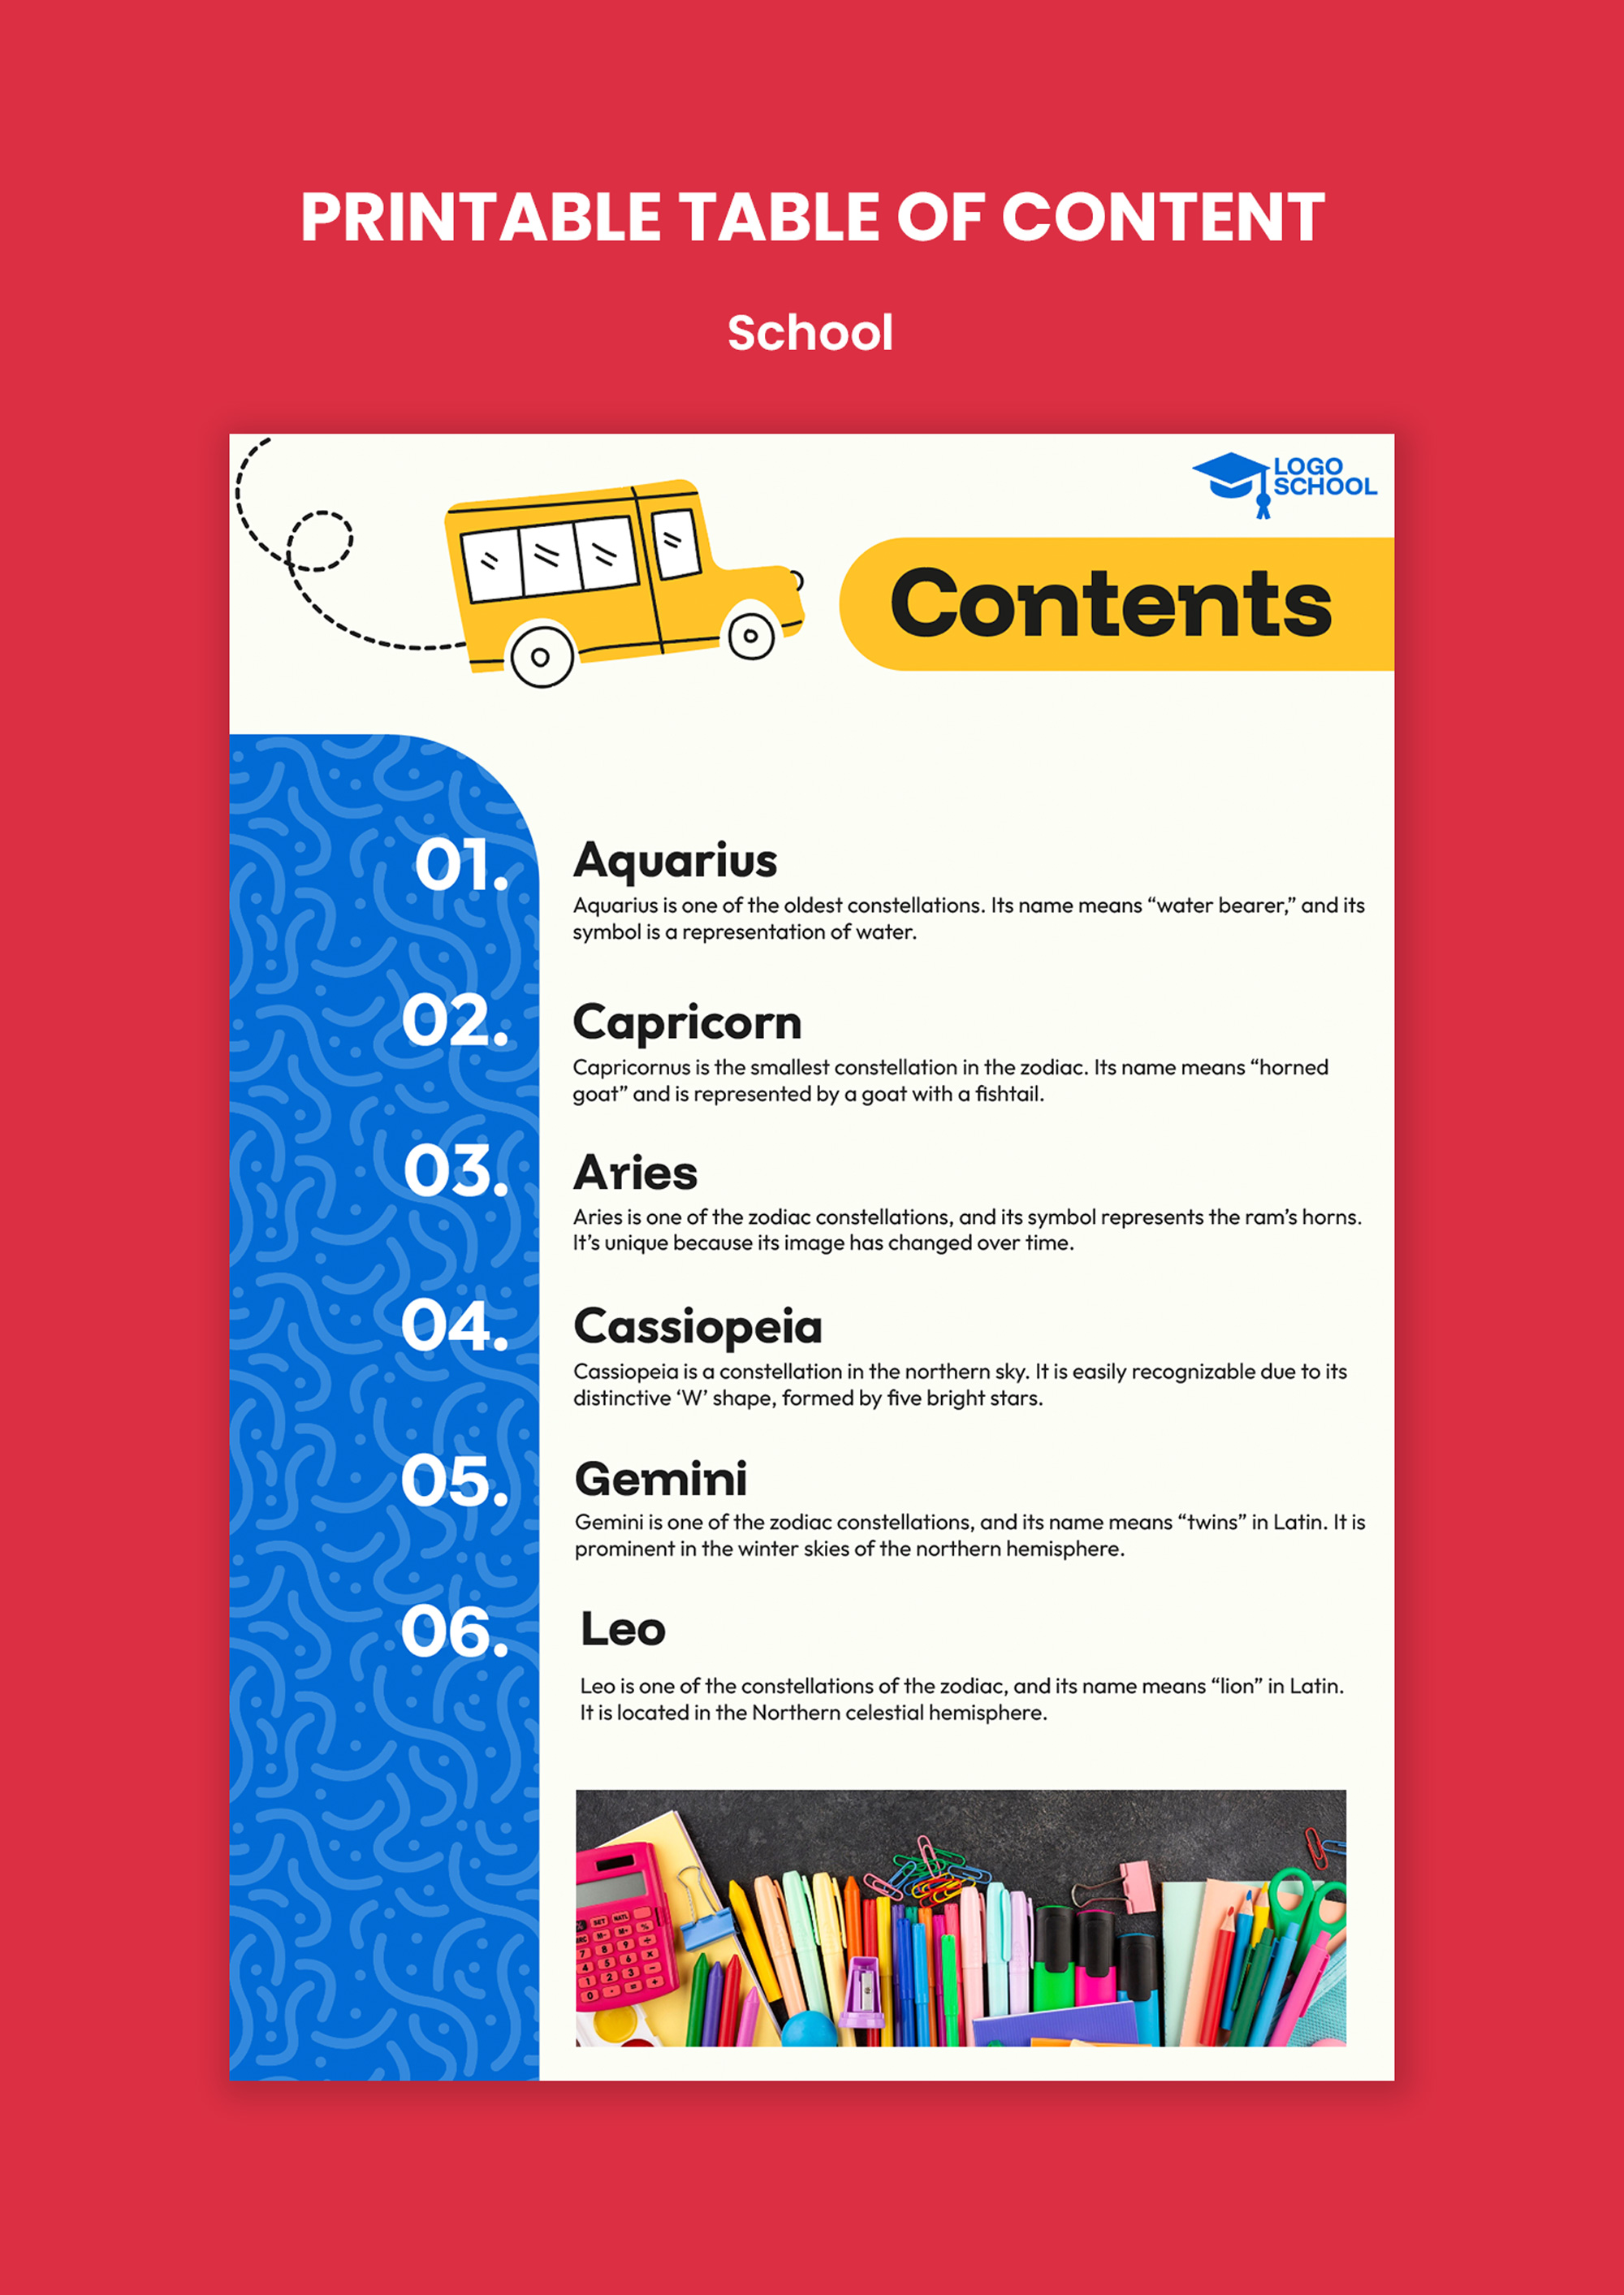 PRINTABLE TABLE OF CONTENT
School
LOGO
SCHOOL
Contents
01.
Aquarius
Aquarius is one of the oldest constellations. Its name means “water bearer,” and its
symbol is a representation of water.
02.
Capricorn
Capricornus is the smallest constellation in the zodiac. Its name means “horned
goat” and is represented by a goat with a fishtail.
03.
Aries
Aries is one of the zodiac constellations, and its symbol represents the ram’s horns.
It’s unique because its image has changed over time.
04.
Cassiopeia
Cassiopeia is a constellation in the northern sky. It is easily recognizable due to its
distinctive ‘W’ shape, formed by five bright stars.
05.
Gemini
Gemini is one of the zodiac constellations, and its name means “twins” in Latin. It is
prominent in the winter skies of the northern hemisphere.
06.
Leo
Leo is one of the constellations of the zodiac, and its name means “lion” in Latin.
It is located in the Northern celestial hemisphere.